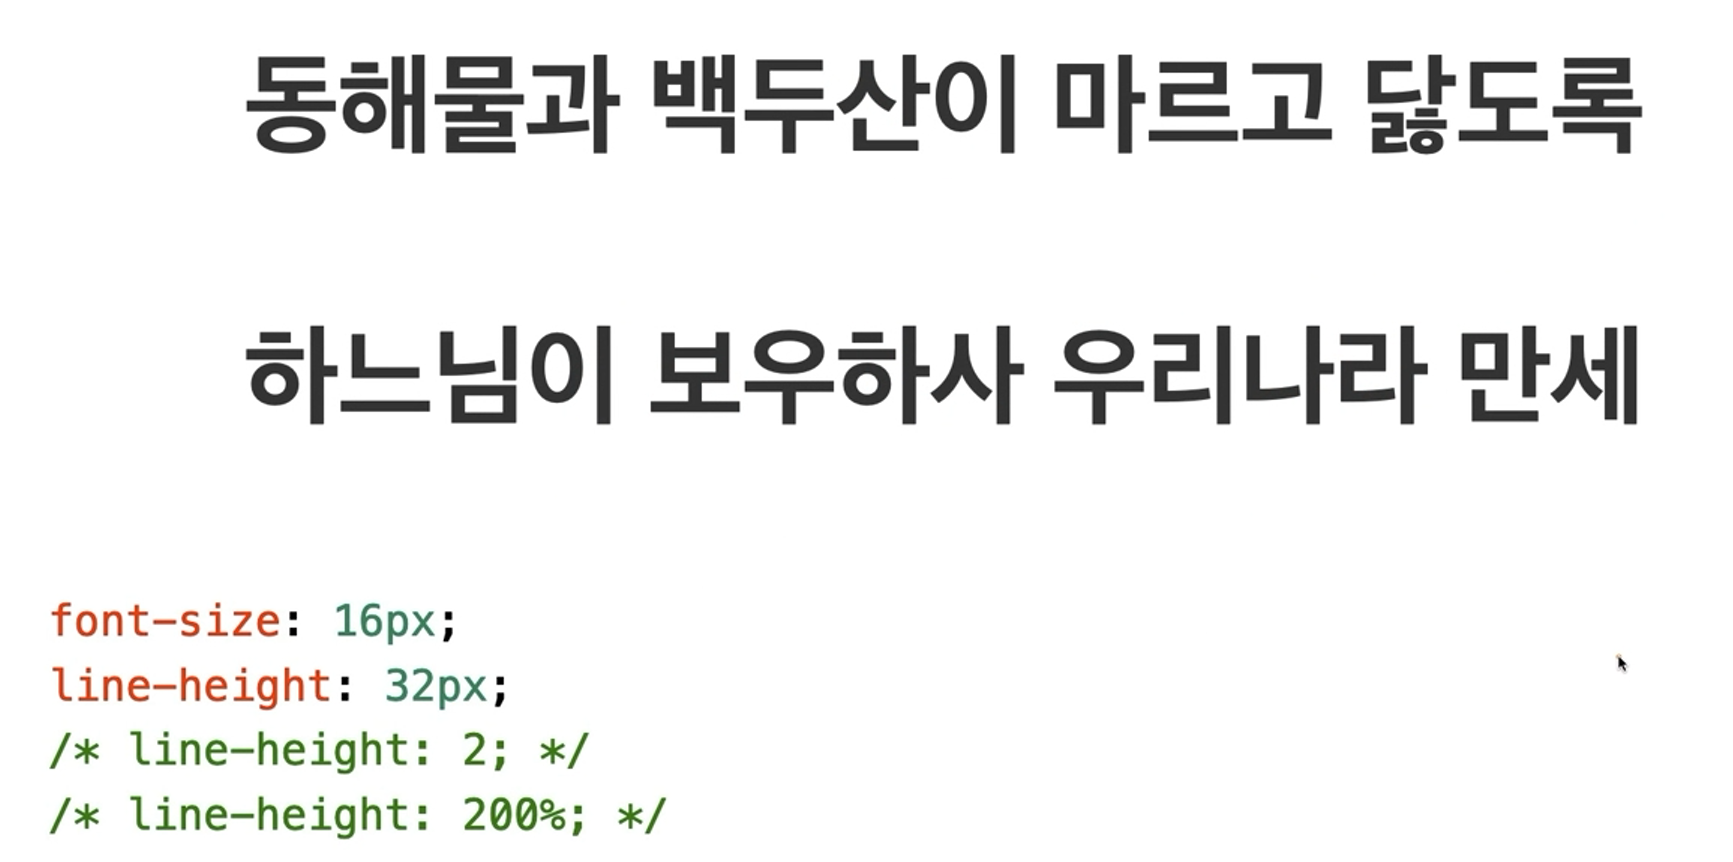 동해물과 백두산이 마르고 닳도록
하느님이 보우하사 우리나라 만세
font-size: 16px;
line-height: 32px;
/* line-height: 2; */
/* line-height: 200%; */